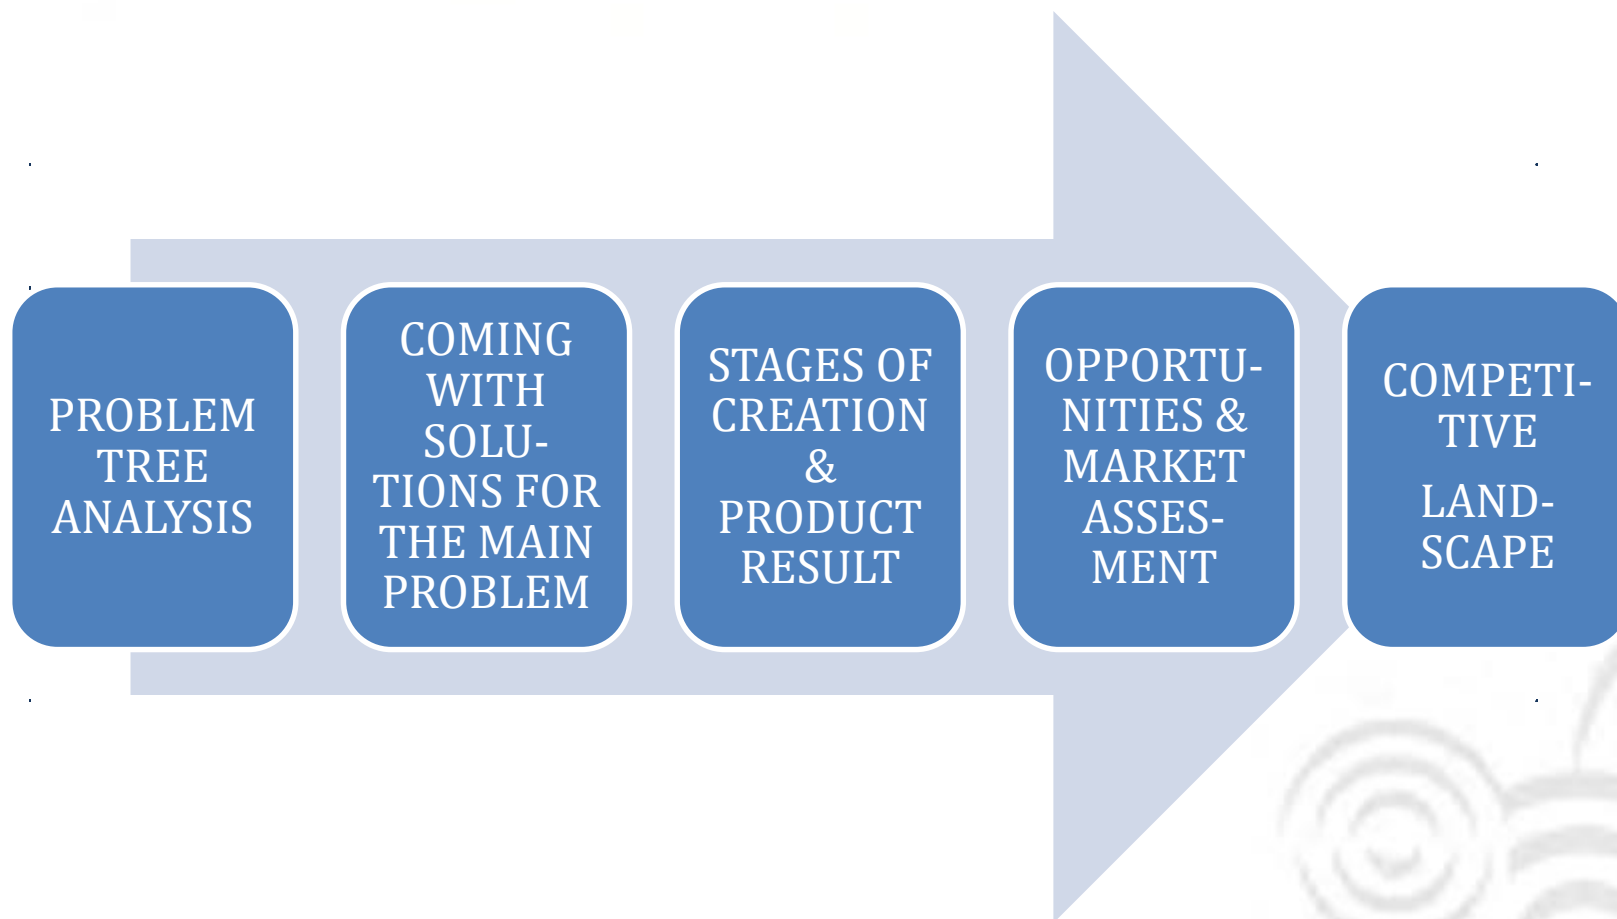 PROBLEM
TREE
ANALYSIS
COMING
WITH
SOLU-
TIONS FOR
THE MAIN
PROBLEM
STAGES OF
CREATION
&
PRODUCT
RESULT
OPPORTU-
NITIES &
MARKET
ASSES-
MENT
COMPETI-
TIVE
LAND-
SCAPE